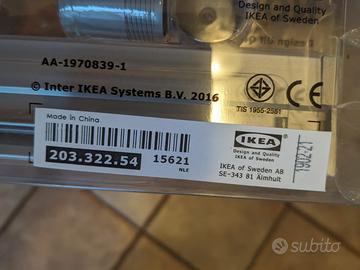 Design and Quality
IKEA of Sweden
AA-1970839-1
© Inter IKEA Systems B.V. 2016
TIS 1955-2551
CE
Made in China
203.322.54
15621
NLE
IKEA
Design and Quality
IKEA of Sweden
IKEA of Sweden AB
SE-343 81 Älmhult
subito